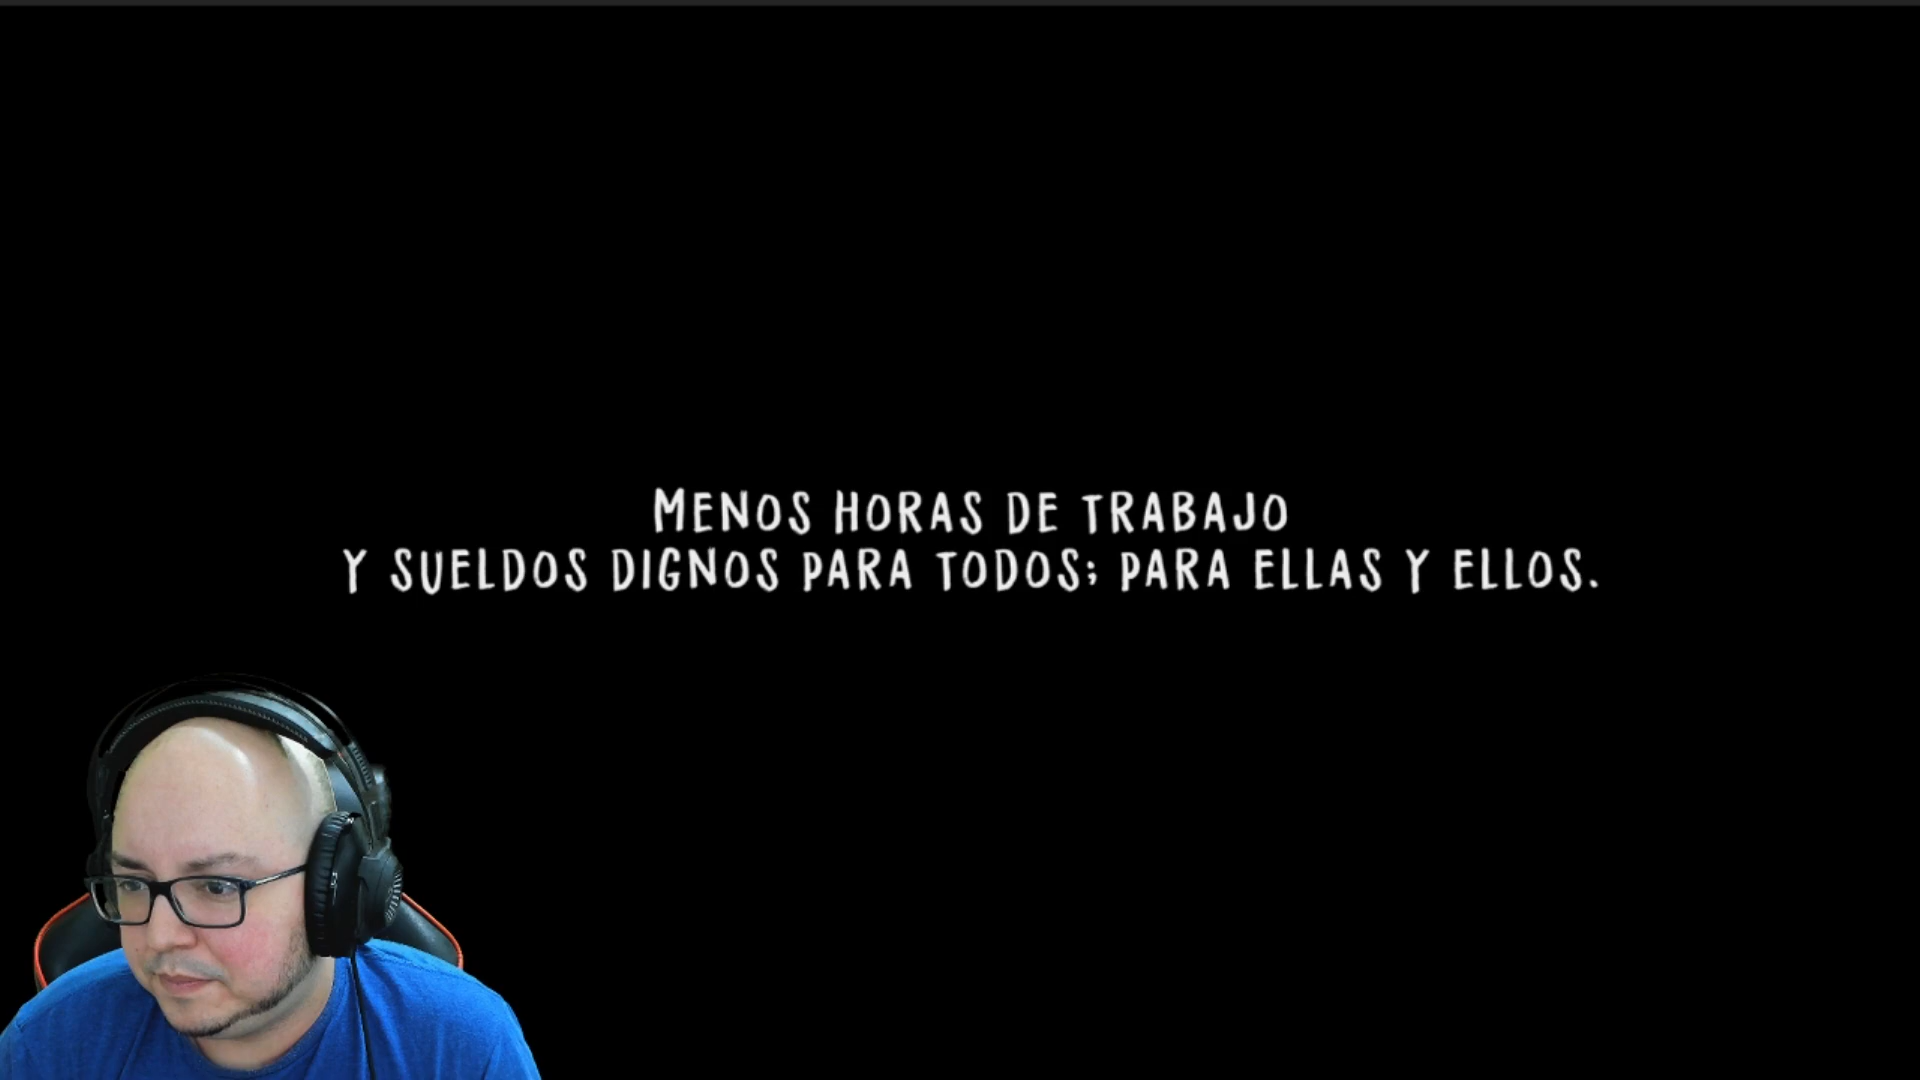 MENOS HORAS DE TRABAJO
Y SUELDOS DIGNOS PARA TODOS; PARA ELLAS Y ELLOS.